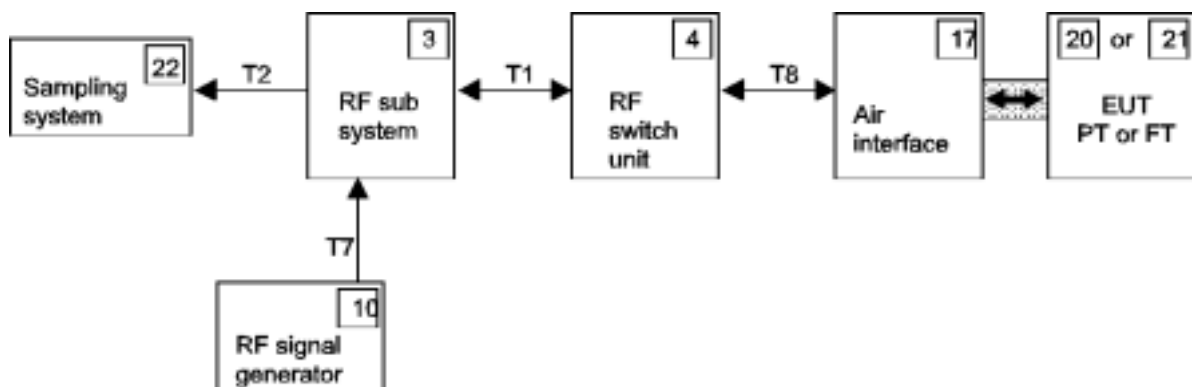 22
Sampling
system
T2
3
RF sub
system
T1
4
RF
switch
unit
T8
17
Air
interface
20 or 21
EUT
PT or FT
T7
10
RF signal
generator